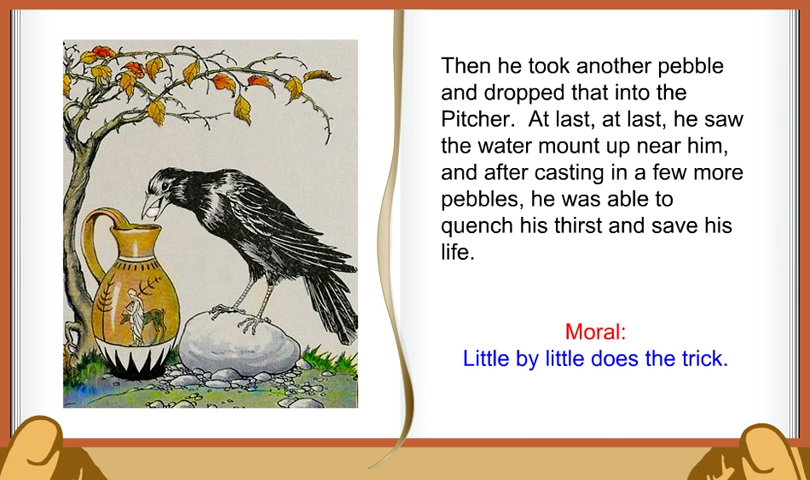 Then he took another pebble
and dropped that into the
Pitcher.  At last, at last, he saw
the water mount up near him,
and after casting in a few more
pebbles, he was able to
quench his thirst and save his
life.
Moral:
Little by little does the trick.